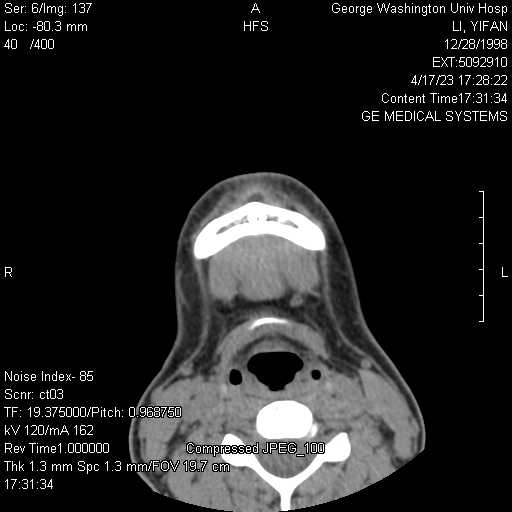 Ser: 6/Img: 137
Loc: -80.3 mm
40 /400
A
HFS
George Washington Univ Hosp
LI, YIFAN
12/28/1998
EXT:5092910
4/17/23 17:28:22
Content Time17:31:34
GE MEDICAL SYSTEMS
R
L
Noise Index- 85
Scnr: ct03
TF: 19.375000/Pitch: 0.968750
kV 120/mA 162
Rev Time1.000000
Compressed JPEG_100
Thk 1.3 mm Spc 1.3 mm/FOV 19.7 cm
17:31:34